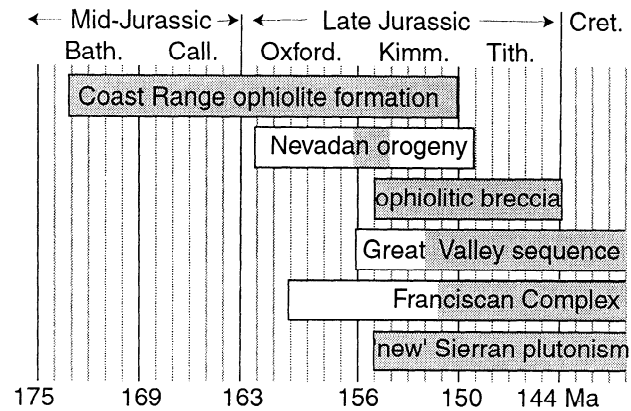 Mid-Jurassic Late Jurassic Cret.
Bath. Call. Oxford. Kimm. Tith.
Coast Range ophiolite formation
Nevadan orogeny
ophiolitic breccia
Great Valley sequence
Franciscan Complex
new' Sierran plutonism
175 169 163 156 150 144 Ma